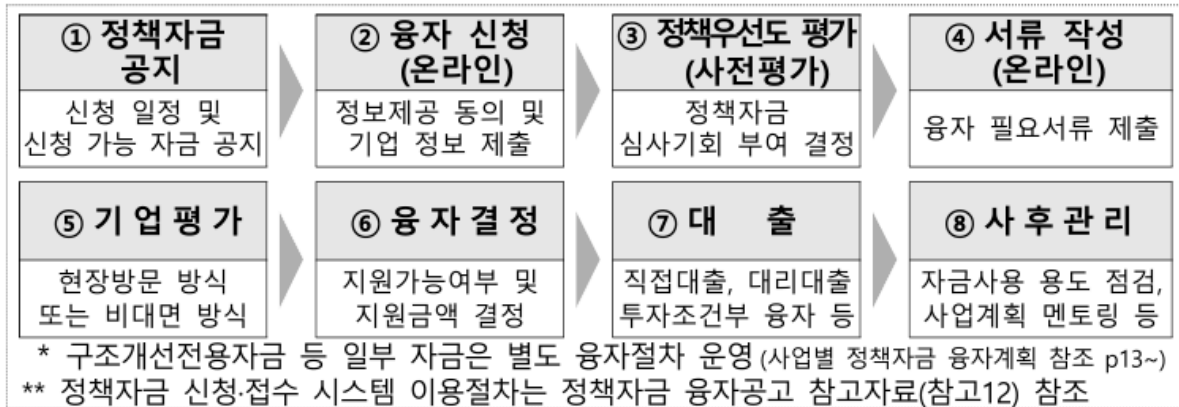 ① 정책자금
공지
신청 일정 및
신청 가능 자금 공지
② 융자 신청
(온라인)
정보제공 동의 및
기업 정보 제출
③ 정책우선도 평가
(사전평가)
정책자금
심사기회 부여 결정
④ 서류 작성
(온라인)
융자 필요서류 제출
⑤ 기 업 평 가
현장방문 방식
또는 비대면 방식
⑥ 융 자 결 정
지원가능여부 및
지원금액 결정
⑦ 대 출
직접대출, 대리대출
투자조건부 융자 등
⑧ 사 후 관 리
자금사용 용도 점검,
사업계획 멘토링 등
* 구조개선전용자금 등 일부 자금은 별도 융자절차 운영 (사업별 정책자금 융자계획 참조 p13~)
** 정책자금 신청·접수 시스템 이용절차는 정책자금 융자공고 참고자료(참고12) 참조